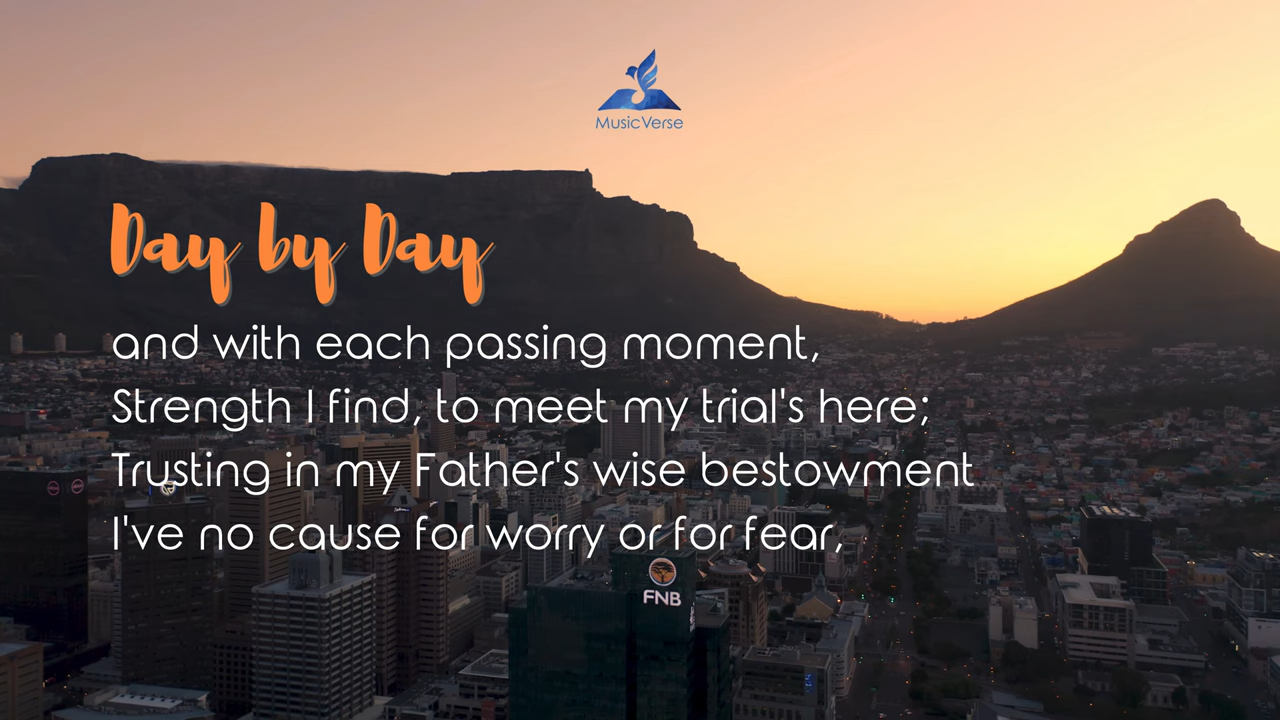 MusicVerse
Day by Day
and with each passing moment,
Strength I find, to meet my trial's here;
Trusting in my Father's wise bestowment
I've no cause for worry or for fear,
FNB